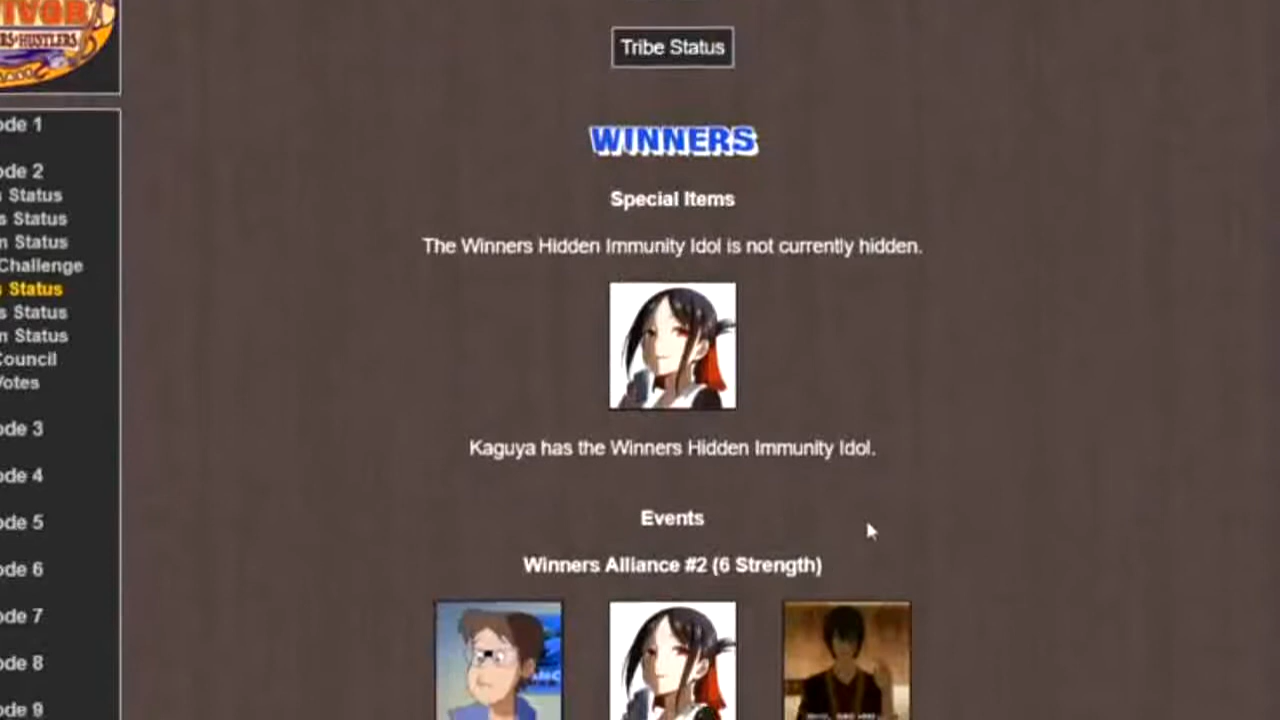 HUSTLERS
Tribe Status
ode 1
WINNERS
ode 2
Status
Special Items
s Status
n Status
The Winners Hidden Immunity Idol is not currently hidden.
Challenge
Status
s Status
n Status
Council
Votes
ode 3
Kaguya has the Winners Hidden Immunity Idol.
ode 4
ode 5
Events
Winners Alliance #2 (6 Strength)
ode 6
ode 7
ode 8
ode 9